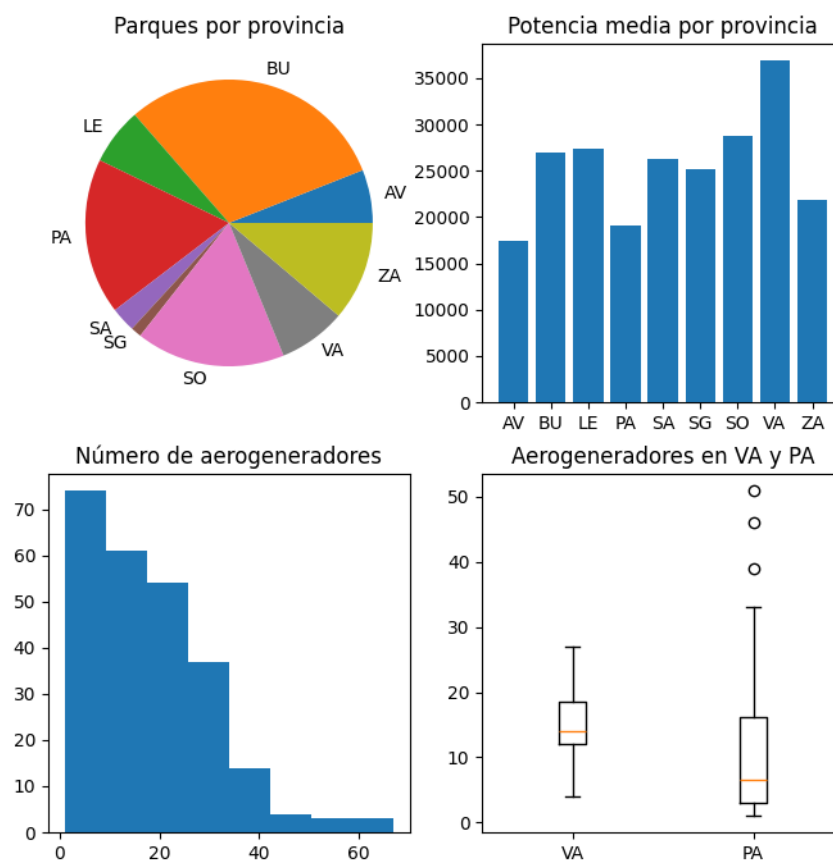 Parques por provincia
BU
LE
AV
PA
ZA
SA
SG
VA
SO
Potencia media por provincia
35000
30000
25000
20000
15000
10000
5000
0
AV BU LE PA SA SG SO VA ZA
Número de aerogeneradores
70
60
50
40
30
20
10
0
0 20 40 60
Aerogeneradores en VA y PA
50
40
30
20
10
0
VA PA